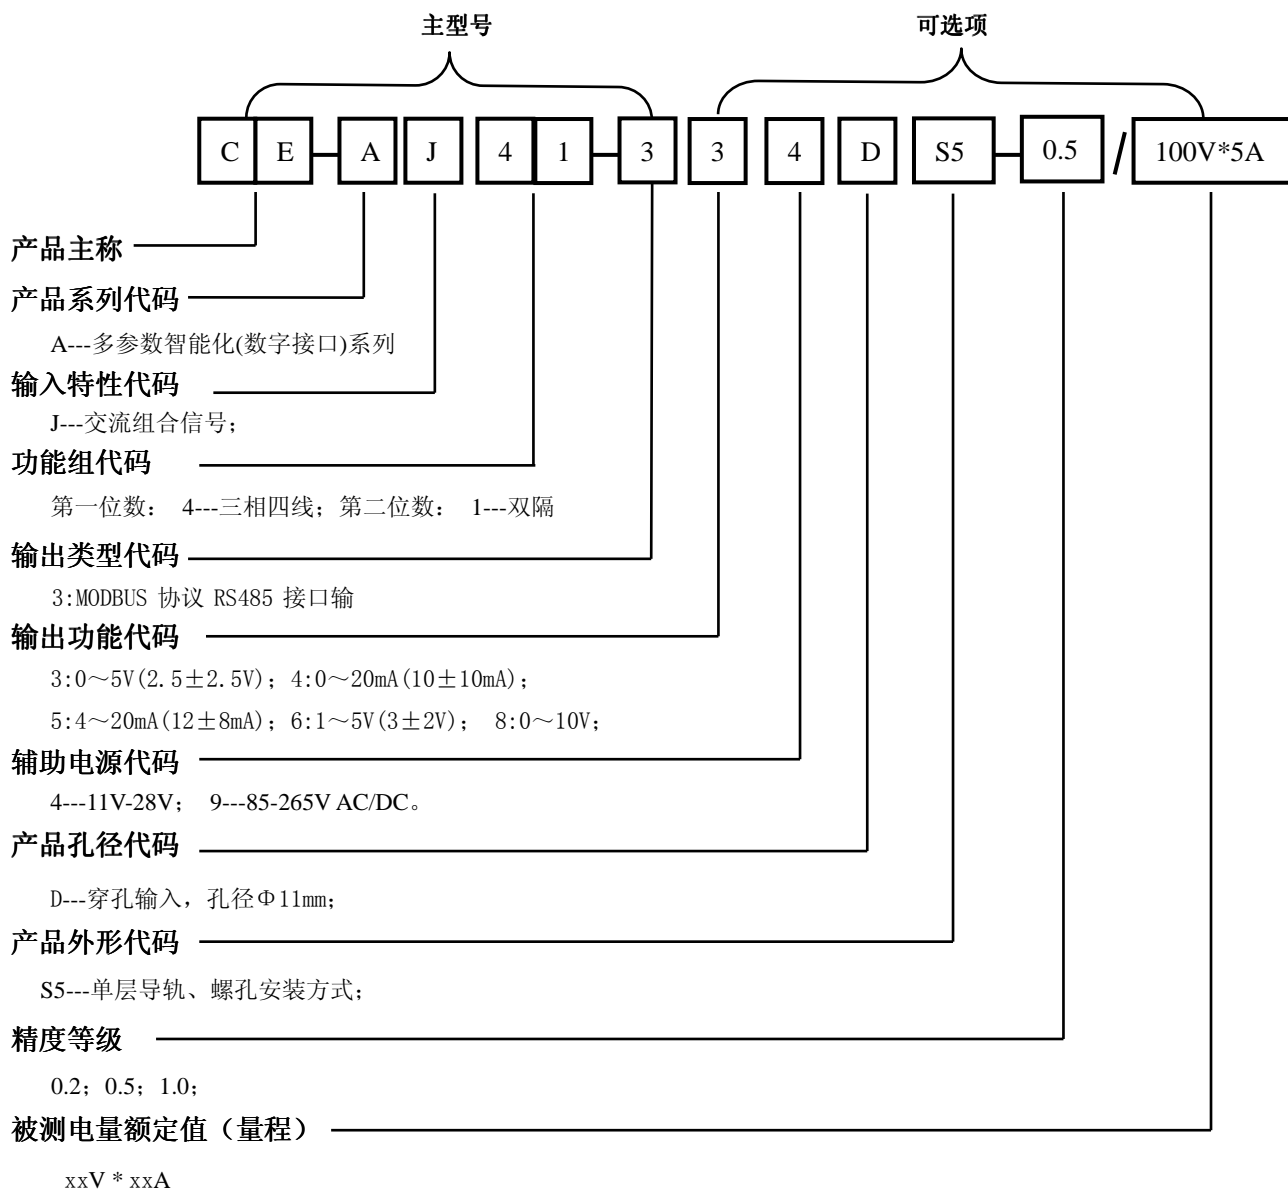 主型号 可选项
C E A J 4 1 3 3 4 D S5 0.5 / 100V*5A
产品主称
产品系列代码
A---多参数智能化(数字接口)系列
输入特性代码
J---交流组合信号；
功能组代码
第一位数： 4---三相四线；第二位数： 1---双隔
输出类型代码
3:MODBUS 协议 RS485 接口输
输出功能代码
3:0～5V(2.5±2.5V)；4:0～20mA(10±10mA)；
5:4～20mA(12±8mA)；6:1～5V(3±2V)； 8:0～10V；
辅助电源代码
4---11V-28V； 9---85-265V AC/DC。
产品孔径代码
D---穿孔输入，孔径Φ11mm；
产品外形代码
S5---单层导轨、螺孔安装方式；
精度等级
0.2；0.5；1.0；
被测电量额定值（量程）
xxV * xxA